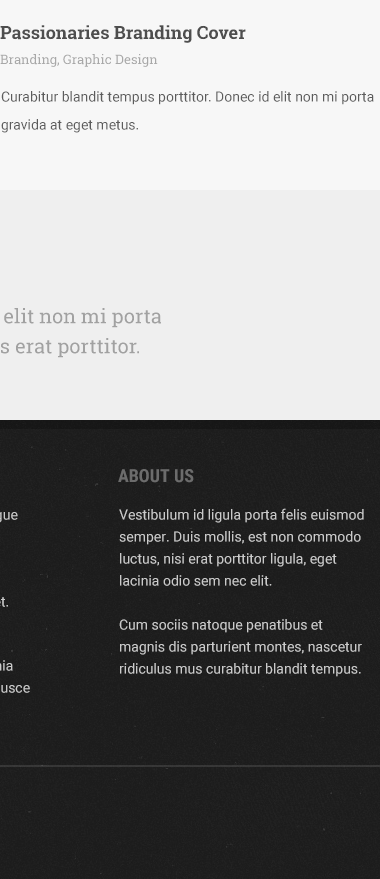 Passionaries Branding Cover
Branding, Graphic Design
Curabitur blandit tempus porttitor. Donec id elit non mi porta
gravida at eget metus.
elit non mi porta
s erat porttitor.
gue
t.
nia
usce
ABOUT US
Vestibulum id ligula porta felis euismod
semper. Duis mollis, est non commodo
luctus, nisi erat porttitor ligula, eget
lacinia odio sem nec elit.
Cum sociis natoque penatibus et
magnis dis parturient montes, nascetur
ridiculus mus curabitur blandit tempus.